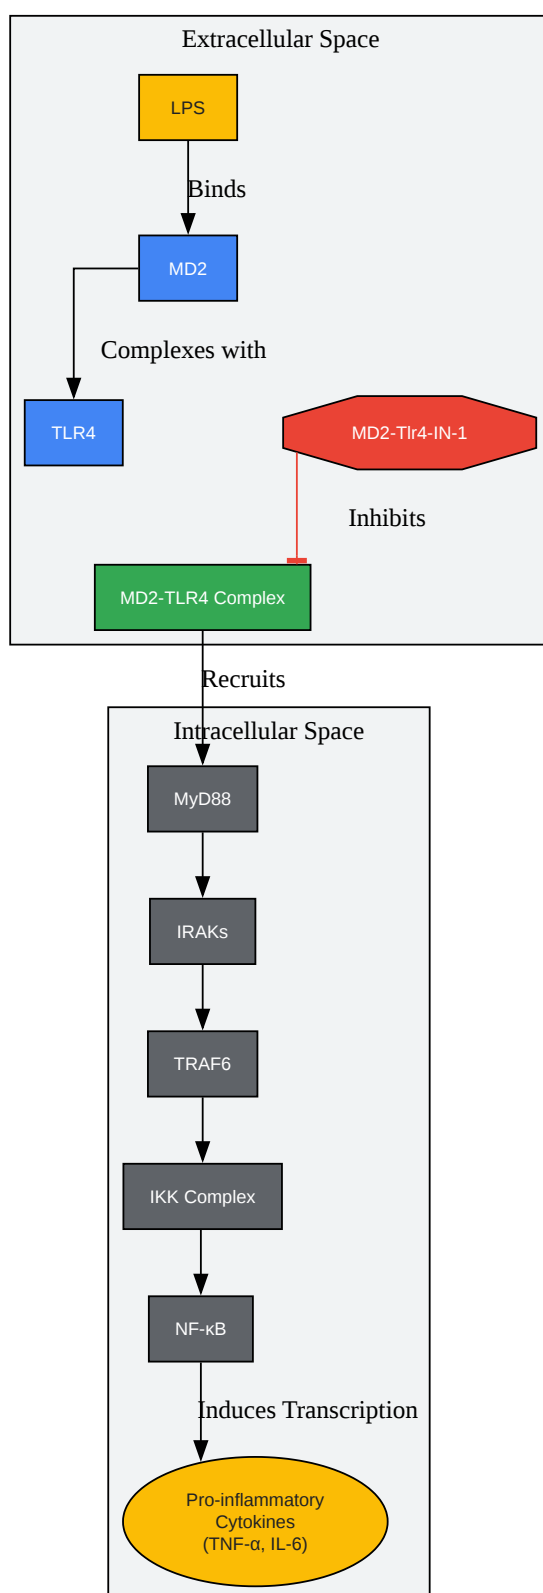 Extracellular Space
LPS
Binds
MD2
Complexes with
TLR4
MD2-Tlr4-IN-1
Inhibits
MD2-TLR4 Complex
Recruits
Intracellular Space
MyD88
IRAKs
TRAF6
IKK Complex
NF-κB
Induces Transcription
Pro-inflammatory
Cytokines
(TNF-α, IL-6)